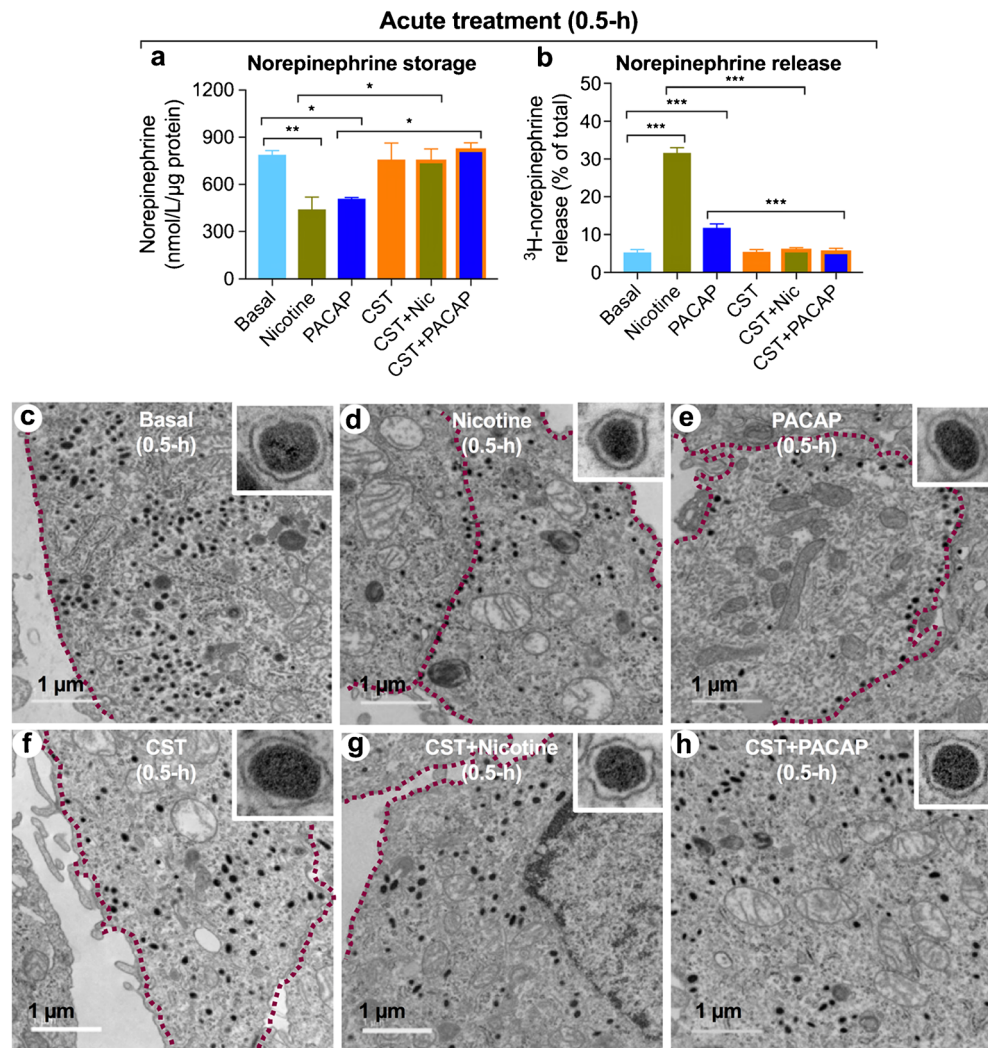 Acute treatment (0.5-h)
a
Norepinephrine storage
Norepinephrine
(nmol/L/µg protein)
1200
900
600
300
0
*
*
**
*
Basal
Nicotine
PACAP
CST
CST+Nic
CST+PACAP
b
Norepinephrine release
³H-norepinephrine
release (% of total)
50
40
30
20
10
0
***
***
***
***
Basal
Nicotine
PACAP
CST
CST+Nic
CST+PACAP
c
Basal
(0.5-h)
1 µm
d
Nicotine
(0.5-h)
1 µm
e
PACAP
(0.5-h)
1 µm
f
CST
(0.5-h)
1 µm
g
CST+Nicotine
(0.5-h)
1 µm
h
CST+PACAP
(0.5-h)
1 µm